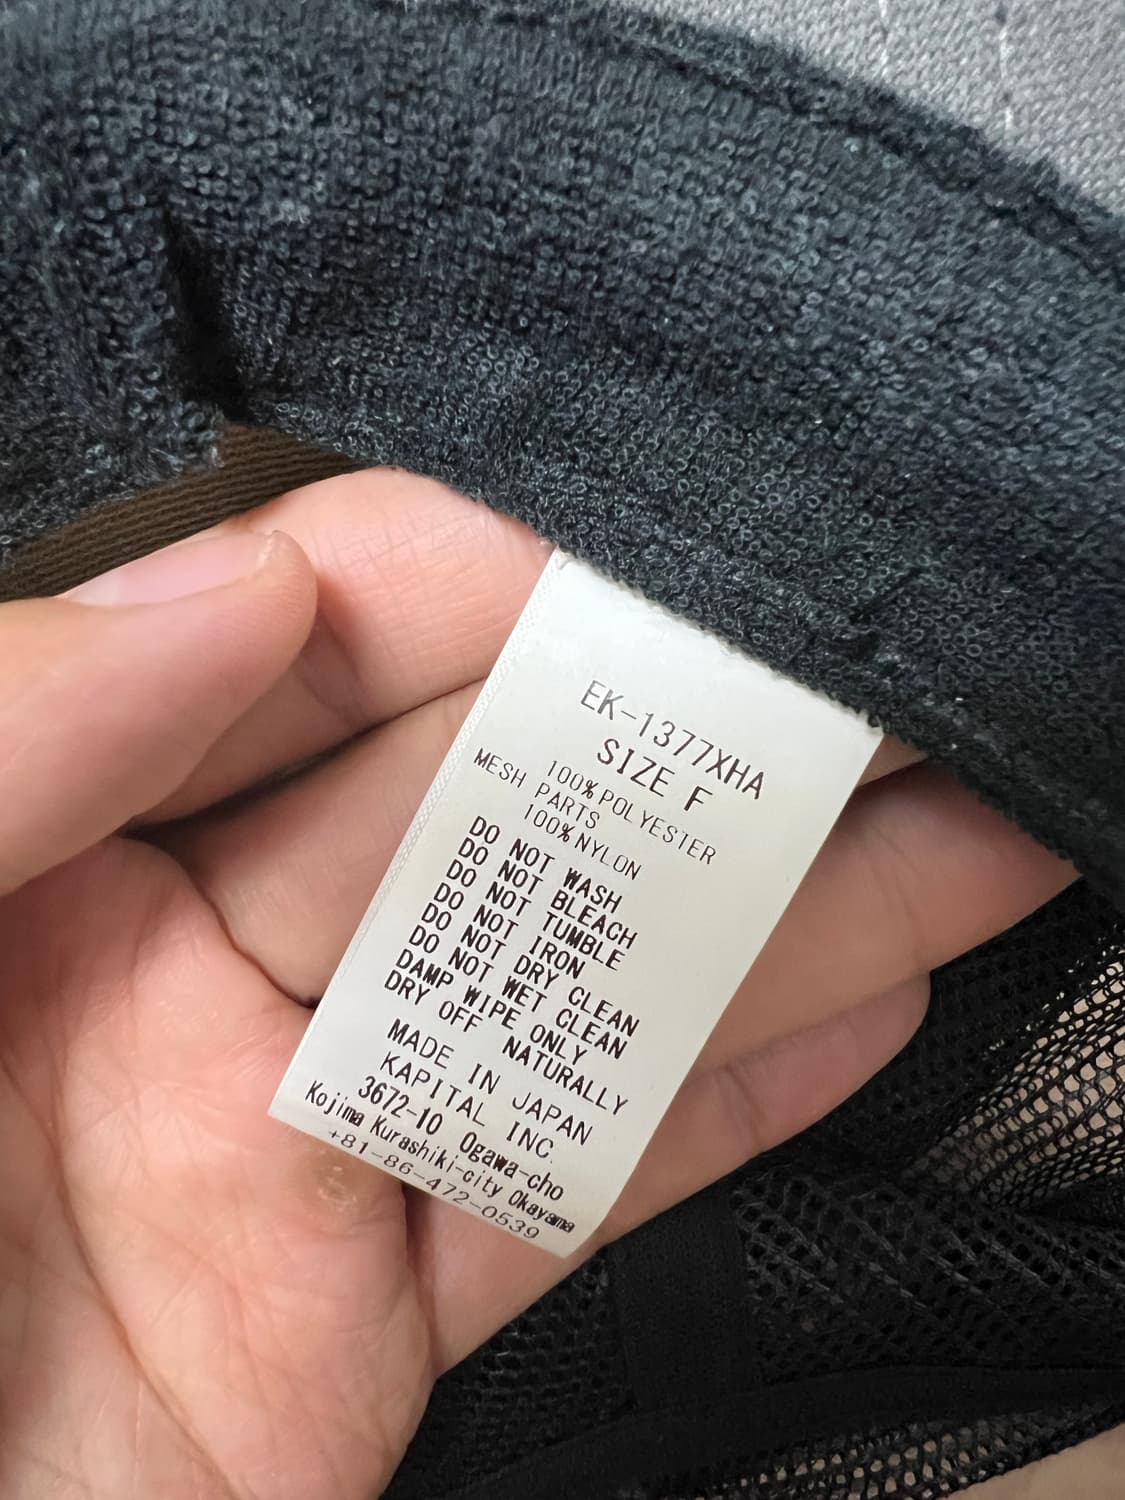 EK-1377XHA
SIZE F
100%POLYESTER
MESH PARTS
100%NYLON
DO NOT WASH
DO NOT BLEACH
DO NOT TUMBLE
DO NOT IRON
DO NOT DRY CLEAN
DO NOT WET CLEAN
DAMP WIPE ONLY
DRY OFF NATURALLY
MADE IN JAPAN
KAPITAL INC.
3672-10 Ogawa-cho
Kojima Kurashiki-city Okayama
+81-86-472-0539